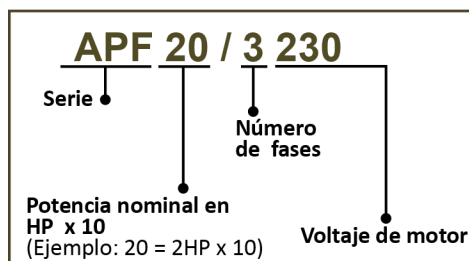 APF 20 / 3 230
Serie
Número
de fases
Potencia nominal en
HP x 10
(Ejemplo: 20 = 2HP x 10)
Voltaje de motor